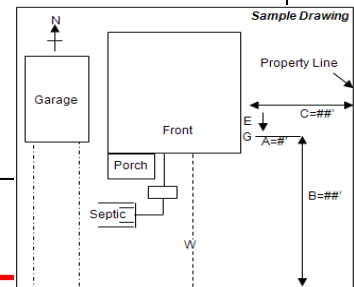 Sample Drawing
N
Property Line
Garage
C=##'
E
Front
G
A=#'
Porch
B=##'
Septic
W